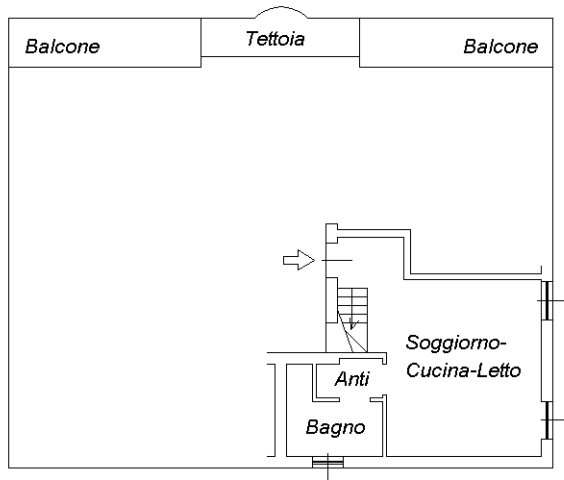 Balcone
Tettoia
Balcone
Soggiorno-
Cucina-Letto
Anti
Bagno